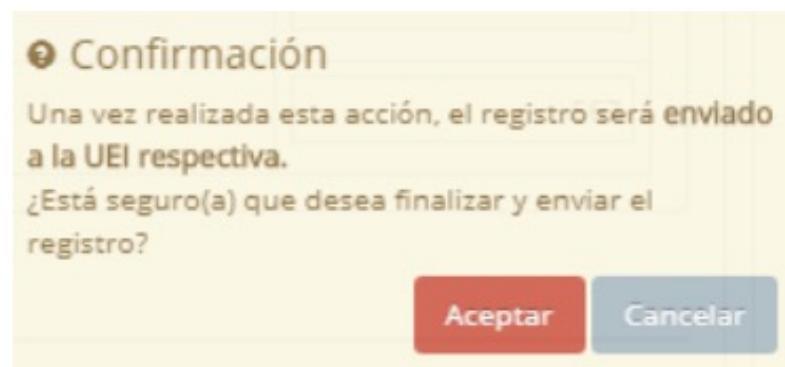 Confirmación
Una vez realizada esta acción, el registro será enviado
a la UEI respectiva.
¿Está seguro(a) que desea finalizar y enviar el
registro?
Aceptar Cancelar